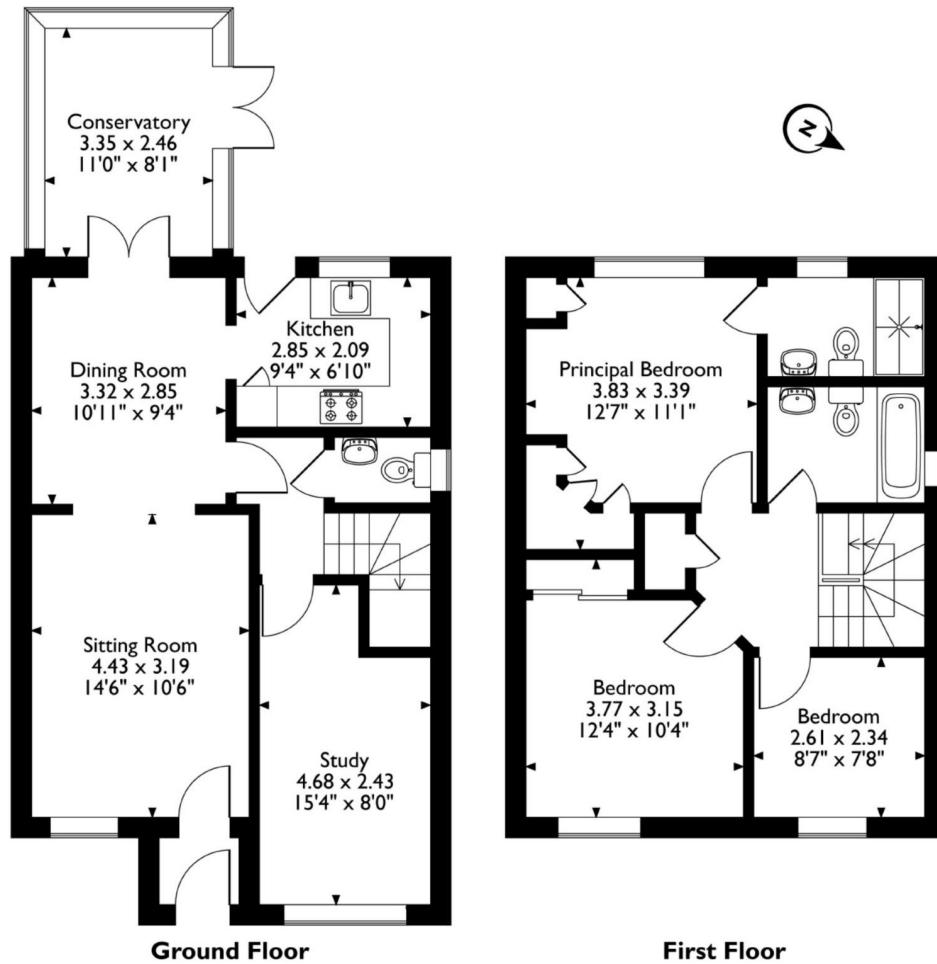 Conservatory
3.35 x 2.46
11'0" x 8'1"
N
Kitchen
2.85 x 2.09
9'4" x 6'10"
Dining Room
3.32 x 2.85
10'11" x 9'4"
Principal Bedroom
3.83 x 3.39
12'7" x 11'1"
Sitting Room
4.43 x 3.19
14'6" x 10'6"
Study
4.68 x 2.43
15'4" x 8'0"
Bedroom
3.77 x 3.15
12'4" x 10'4"
Bedroom
2.61 x 2.34
8'7" x 7'8"
Ground Floor
First Floor